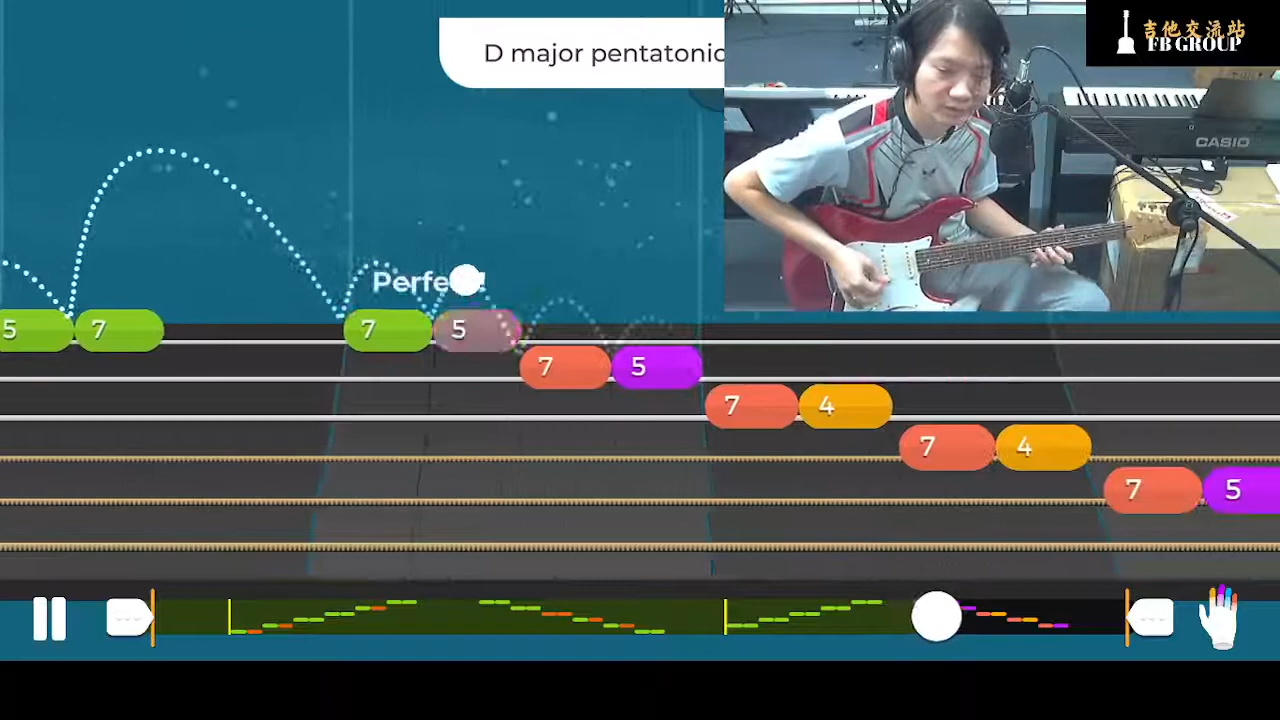 D major pentatonic
吉他交流站
FB GROUP
CASIO
5 7 7 5
7 5
7 4
7 4
7 5